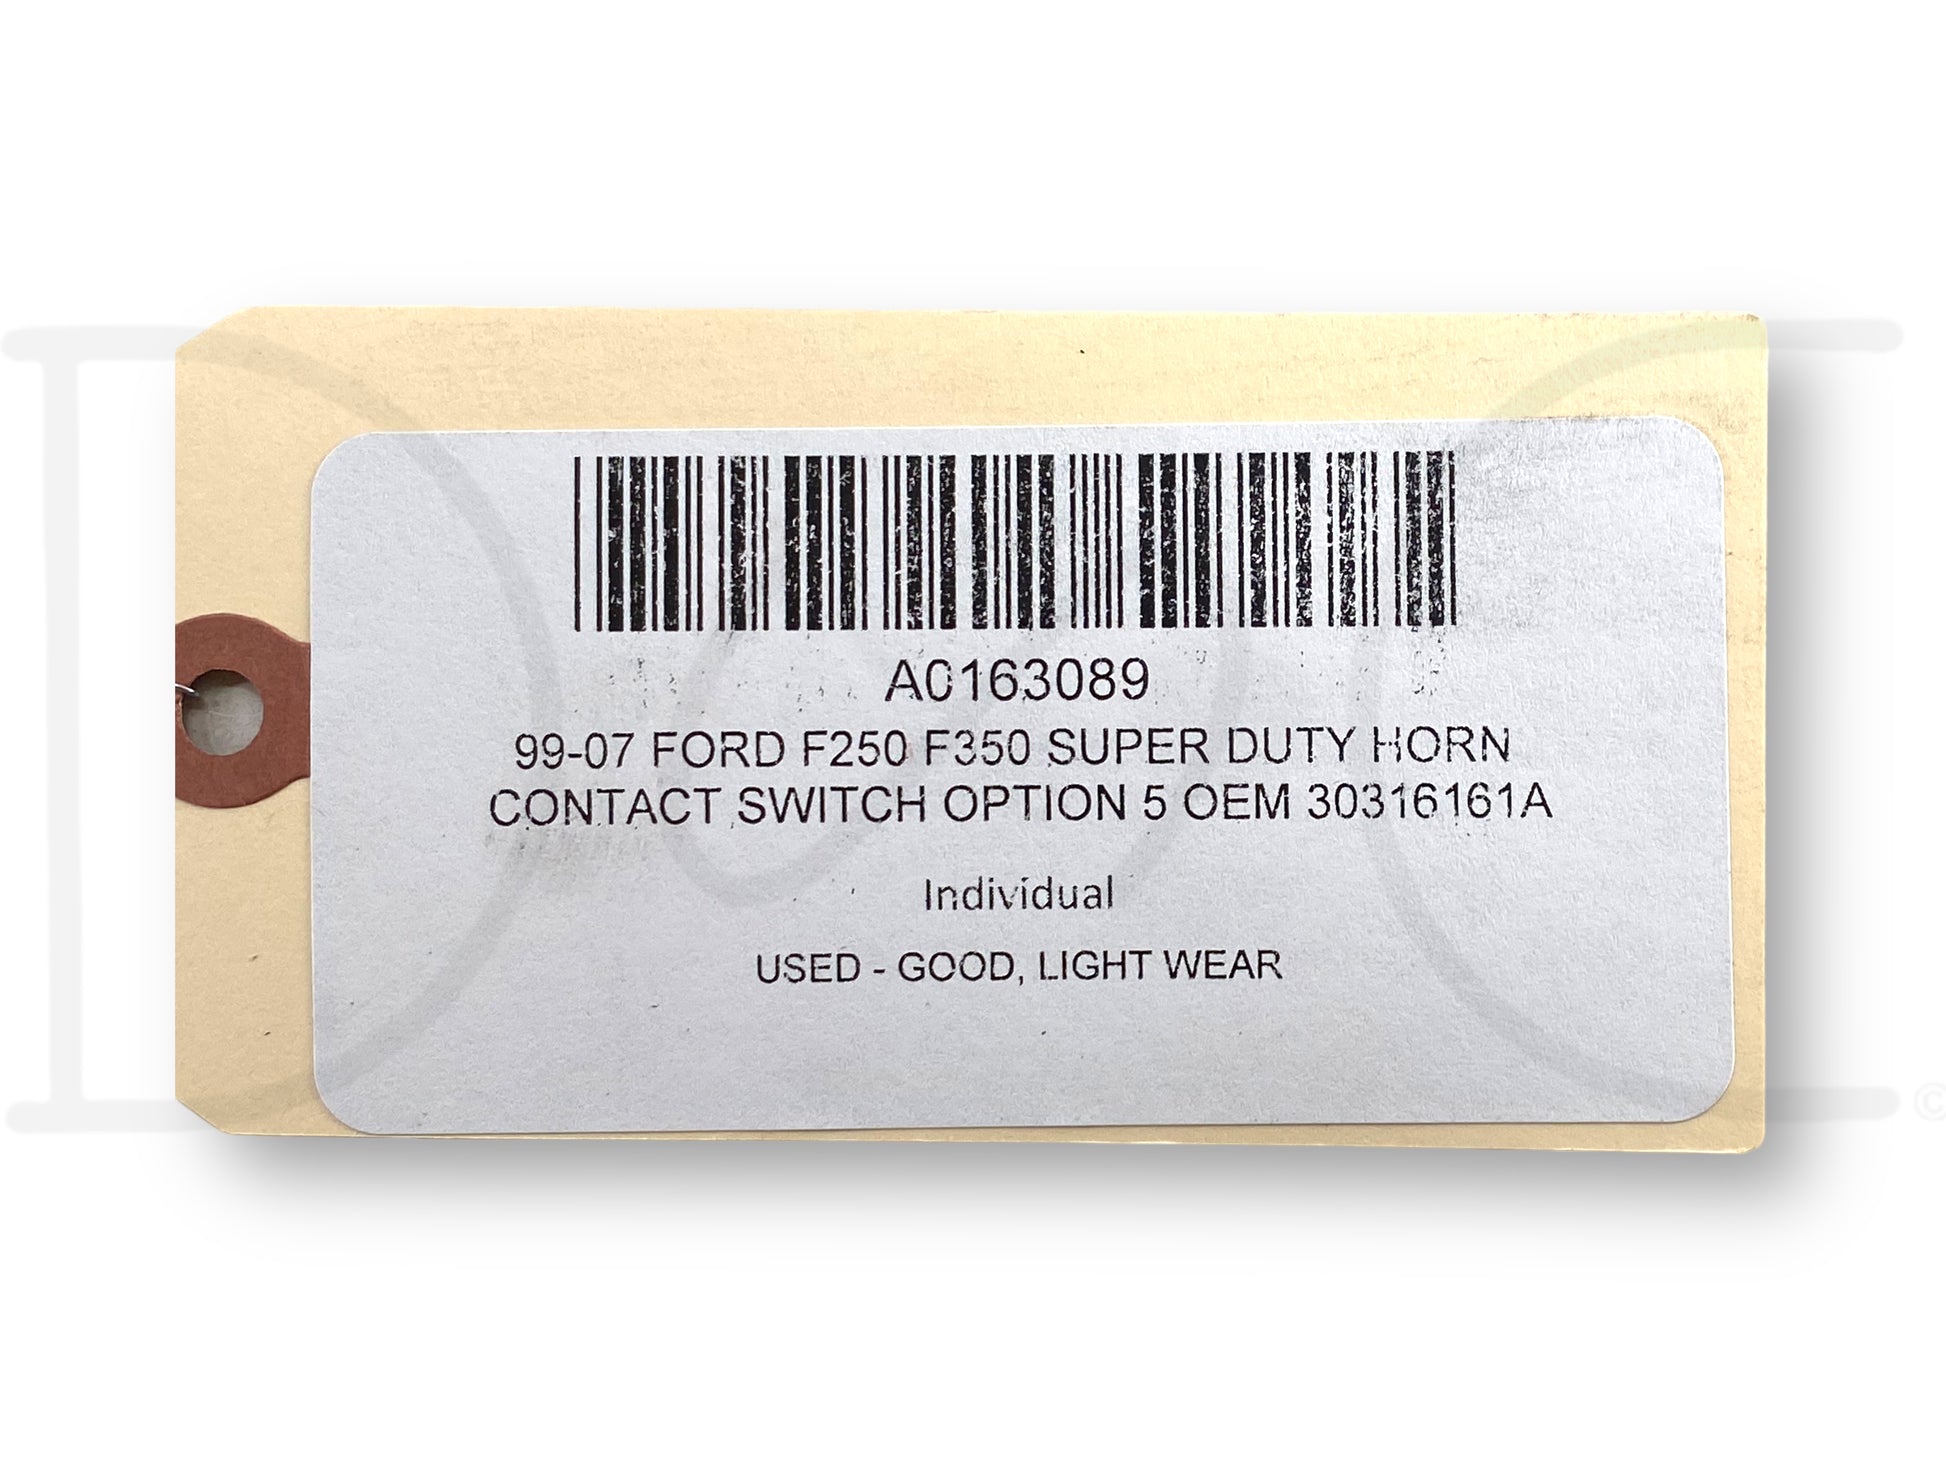 A0163089
99-07 FORD F250 F350 SUPER DUTY HORN
CONTACT SWITCH OPTION 5 OEM 30316161A
Individual
USED - GOOD, LIGHT WEAR
©